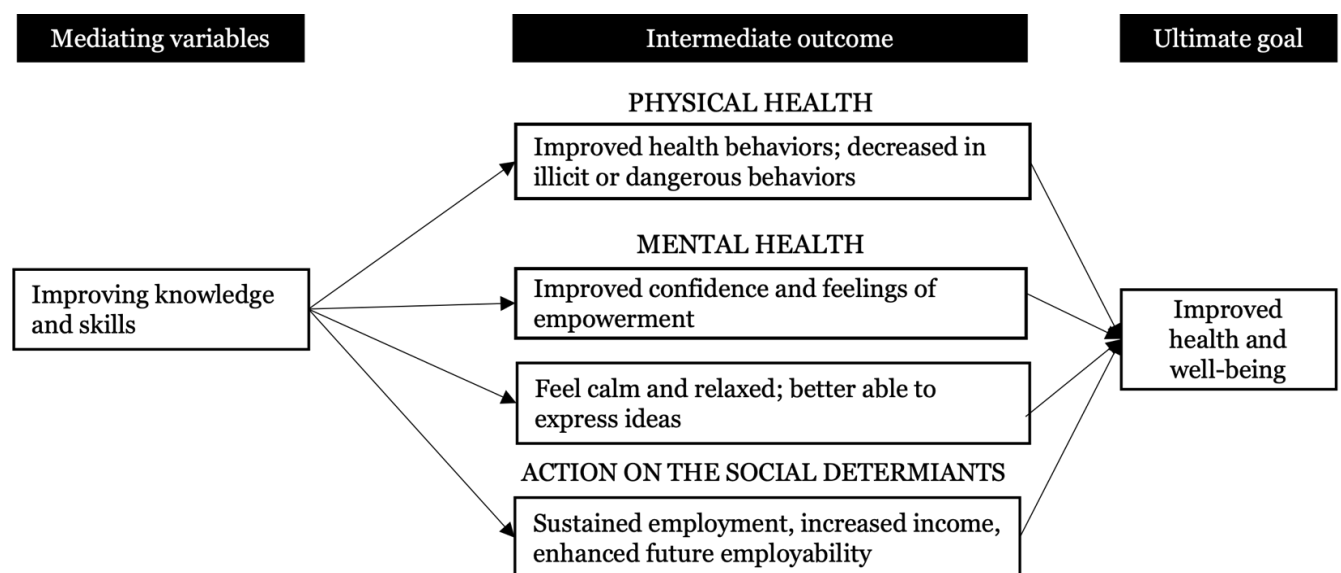 Mediating variables
Intermediate outcome
Ultimate goal
PHYSICAL HEALTH
Improved health behaviors; decreased in
illicit or dangerous behaviors
MENTAL HEALTH
Improving knowledge
and skills
Improved confidence and feelings of
empowerment
Feel calm and relaxed; better able to
express ideas
ACTION ON THE SOCIAL DETERMIANTS
Sustained employment, increased income,
enhanced future employability
Improved
health and
well-being